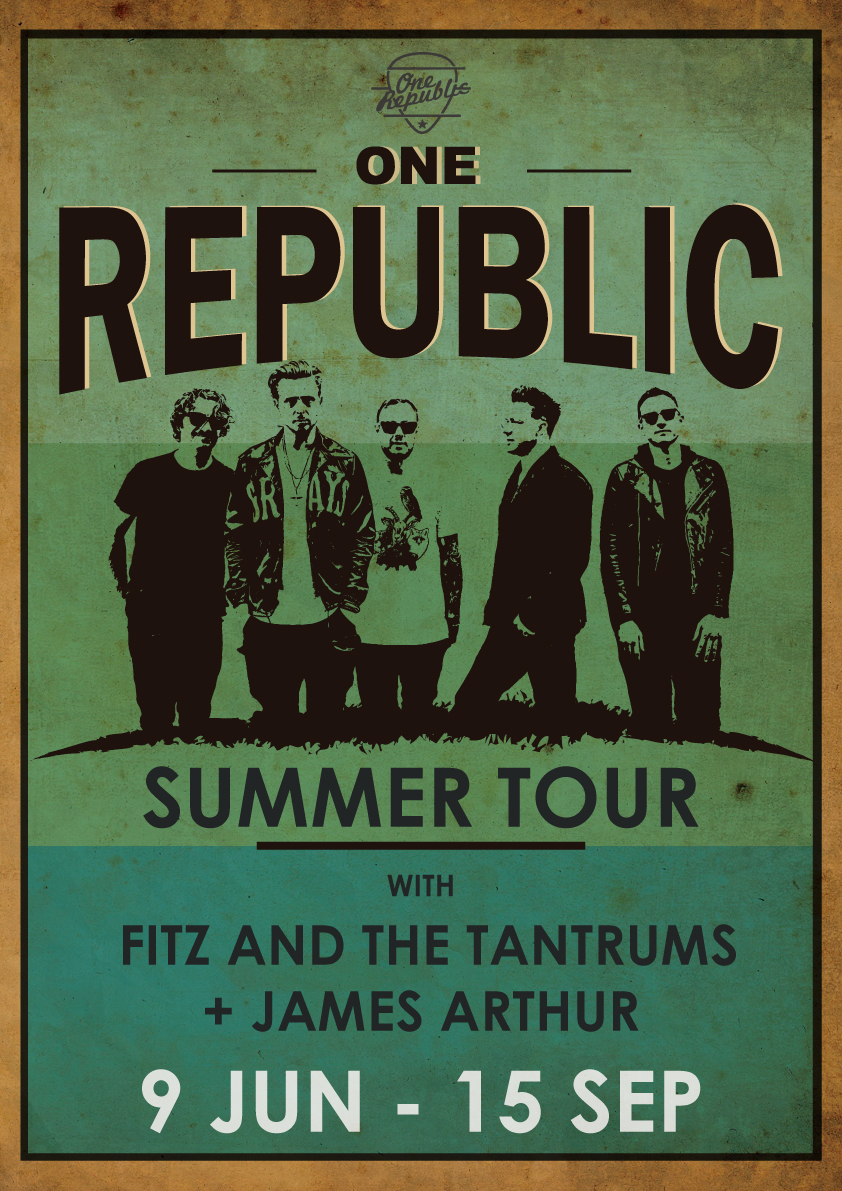 One
Republic
ONE
REPUBLIC
SUMMER TOUR
WITH
FITZ AND THE TANTRUMS
+ JAMES ARTHUR
9 JUN - 15 SEP